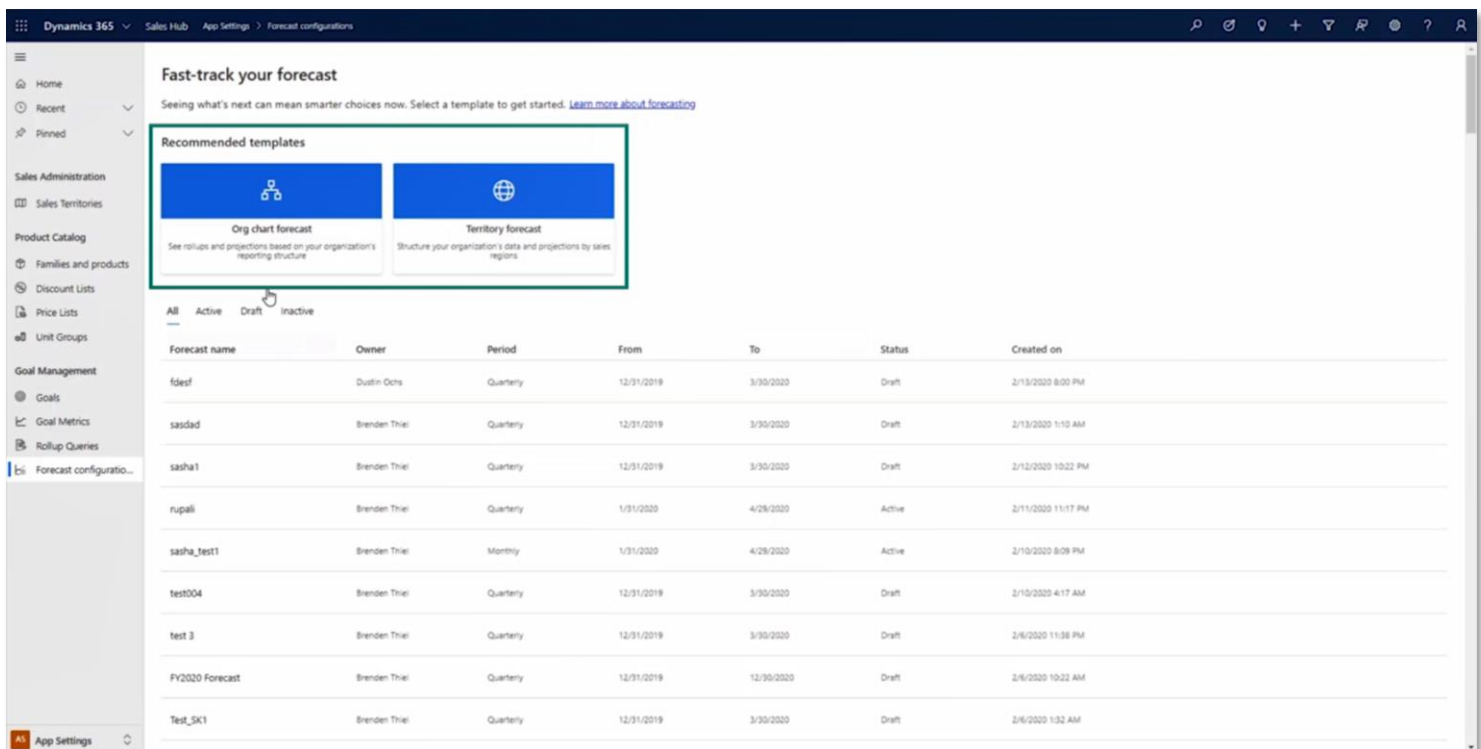 Dynamics 365 Sales Hub App Settings > Forecast configurations
Home
Recent
Pinned
Sales Administration
Sales Territories
Product Catalog
Families and products
Discount Lists
Price Lists
Unit Groups
Goal Management
Goals
Goal Metrics
Rollup Queries
Forecast configuratio...
AS App Settings
Fast-track your forecast
Seeing what's next can mean smarter choices now. Select a template to get started. Learn more about forecasting
Recommended templates
Org chart forecast
See rollups and projections based on your organization's
reporting structure
Territory forecast
Structure your organization's data and projections by sales
regions
All Active Draft Inactive
Forecast name Owner Period From To Status Created on
fdesf Dustin Ochs Quarterly 12/31/2019 3/30/2020 Draft 2/13/2020 8:00 PM
sasdad Brenden Thiel Quarterly 12/31/2019 3/30/2020 Draft 2/13/2020 1:10 AM
sasha1 Brenden Thiel Quarterly 12/31/2019 3/30/2020 Draft 2/12/2020 10:22 PM
rupali Brenden Thiel Quarterly 1/31/2020 4/29/2020 Active 2/11/2020 11:17 PM
sasha_test1 Brenden Thiel Monthly 1/31/2020 4/29/2020 Active 2/10/2020 8:09 PM
test004 Brenden Thiel Quarterly 12/31/2019 3/30/2020 Draft 2/10/2020 4:17 AM
test 3 Brenden Thiel Quarterly 12/31/2019 3/30/2020 Draft 2/6/2020 11:38 PM
FY2020 Forecast Brenden Thiel Quarterly 12/31/2019 12/30/2020 Draft 2/6/2020 10:22 AM
Test_SK1 Brenden Thiel Quarterly 12/31/2019 3/30/2020 Draft 2/6/2020 1:32 AM